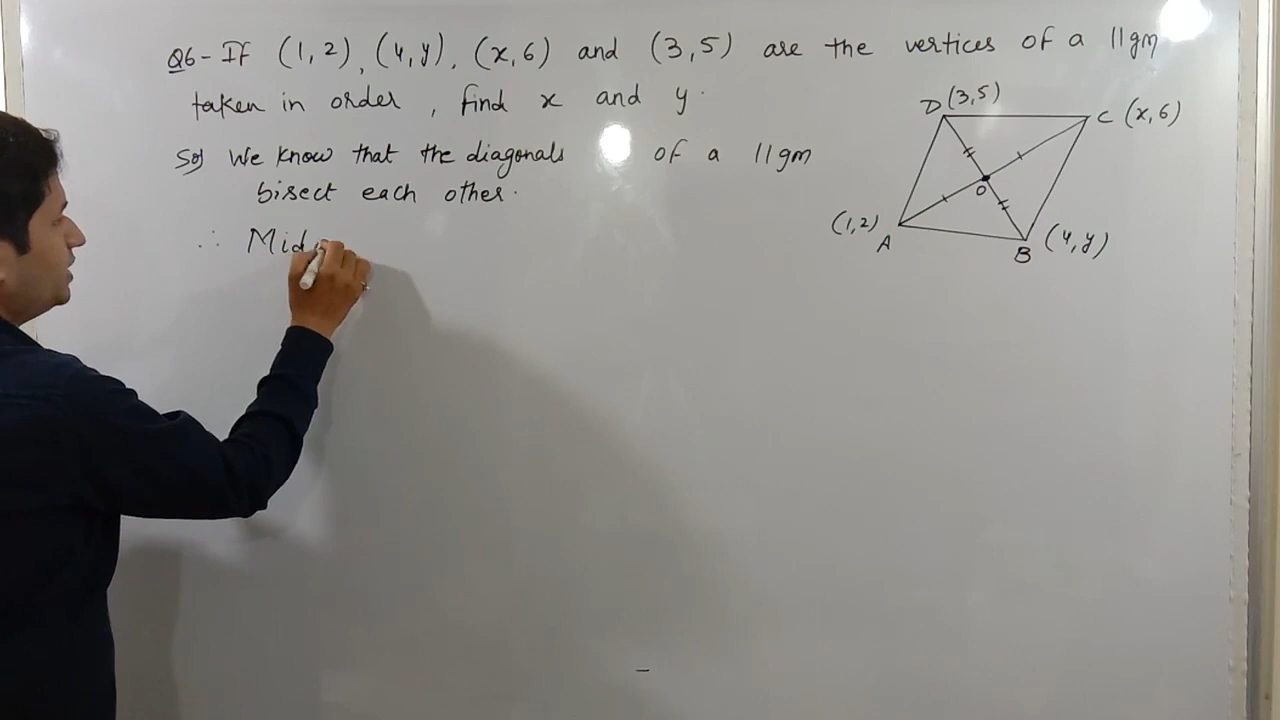 Q6 - If (1, 2), (4, y), (x, 6) and (3, 5) are the vertices of a ||gm
taken in order, find x and y.
Sol We know that the diagonals of a ||gm
bisect each other.
∴ Mid
D (3, 5)
C (x, 6)
O
(1, 2)
A
B (4, y)